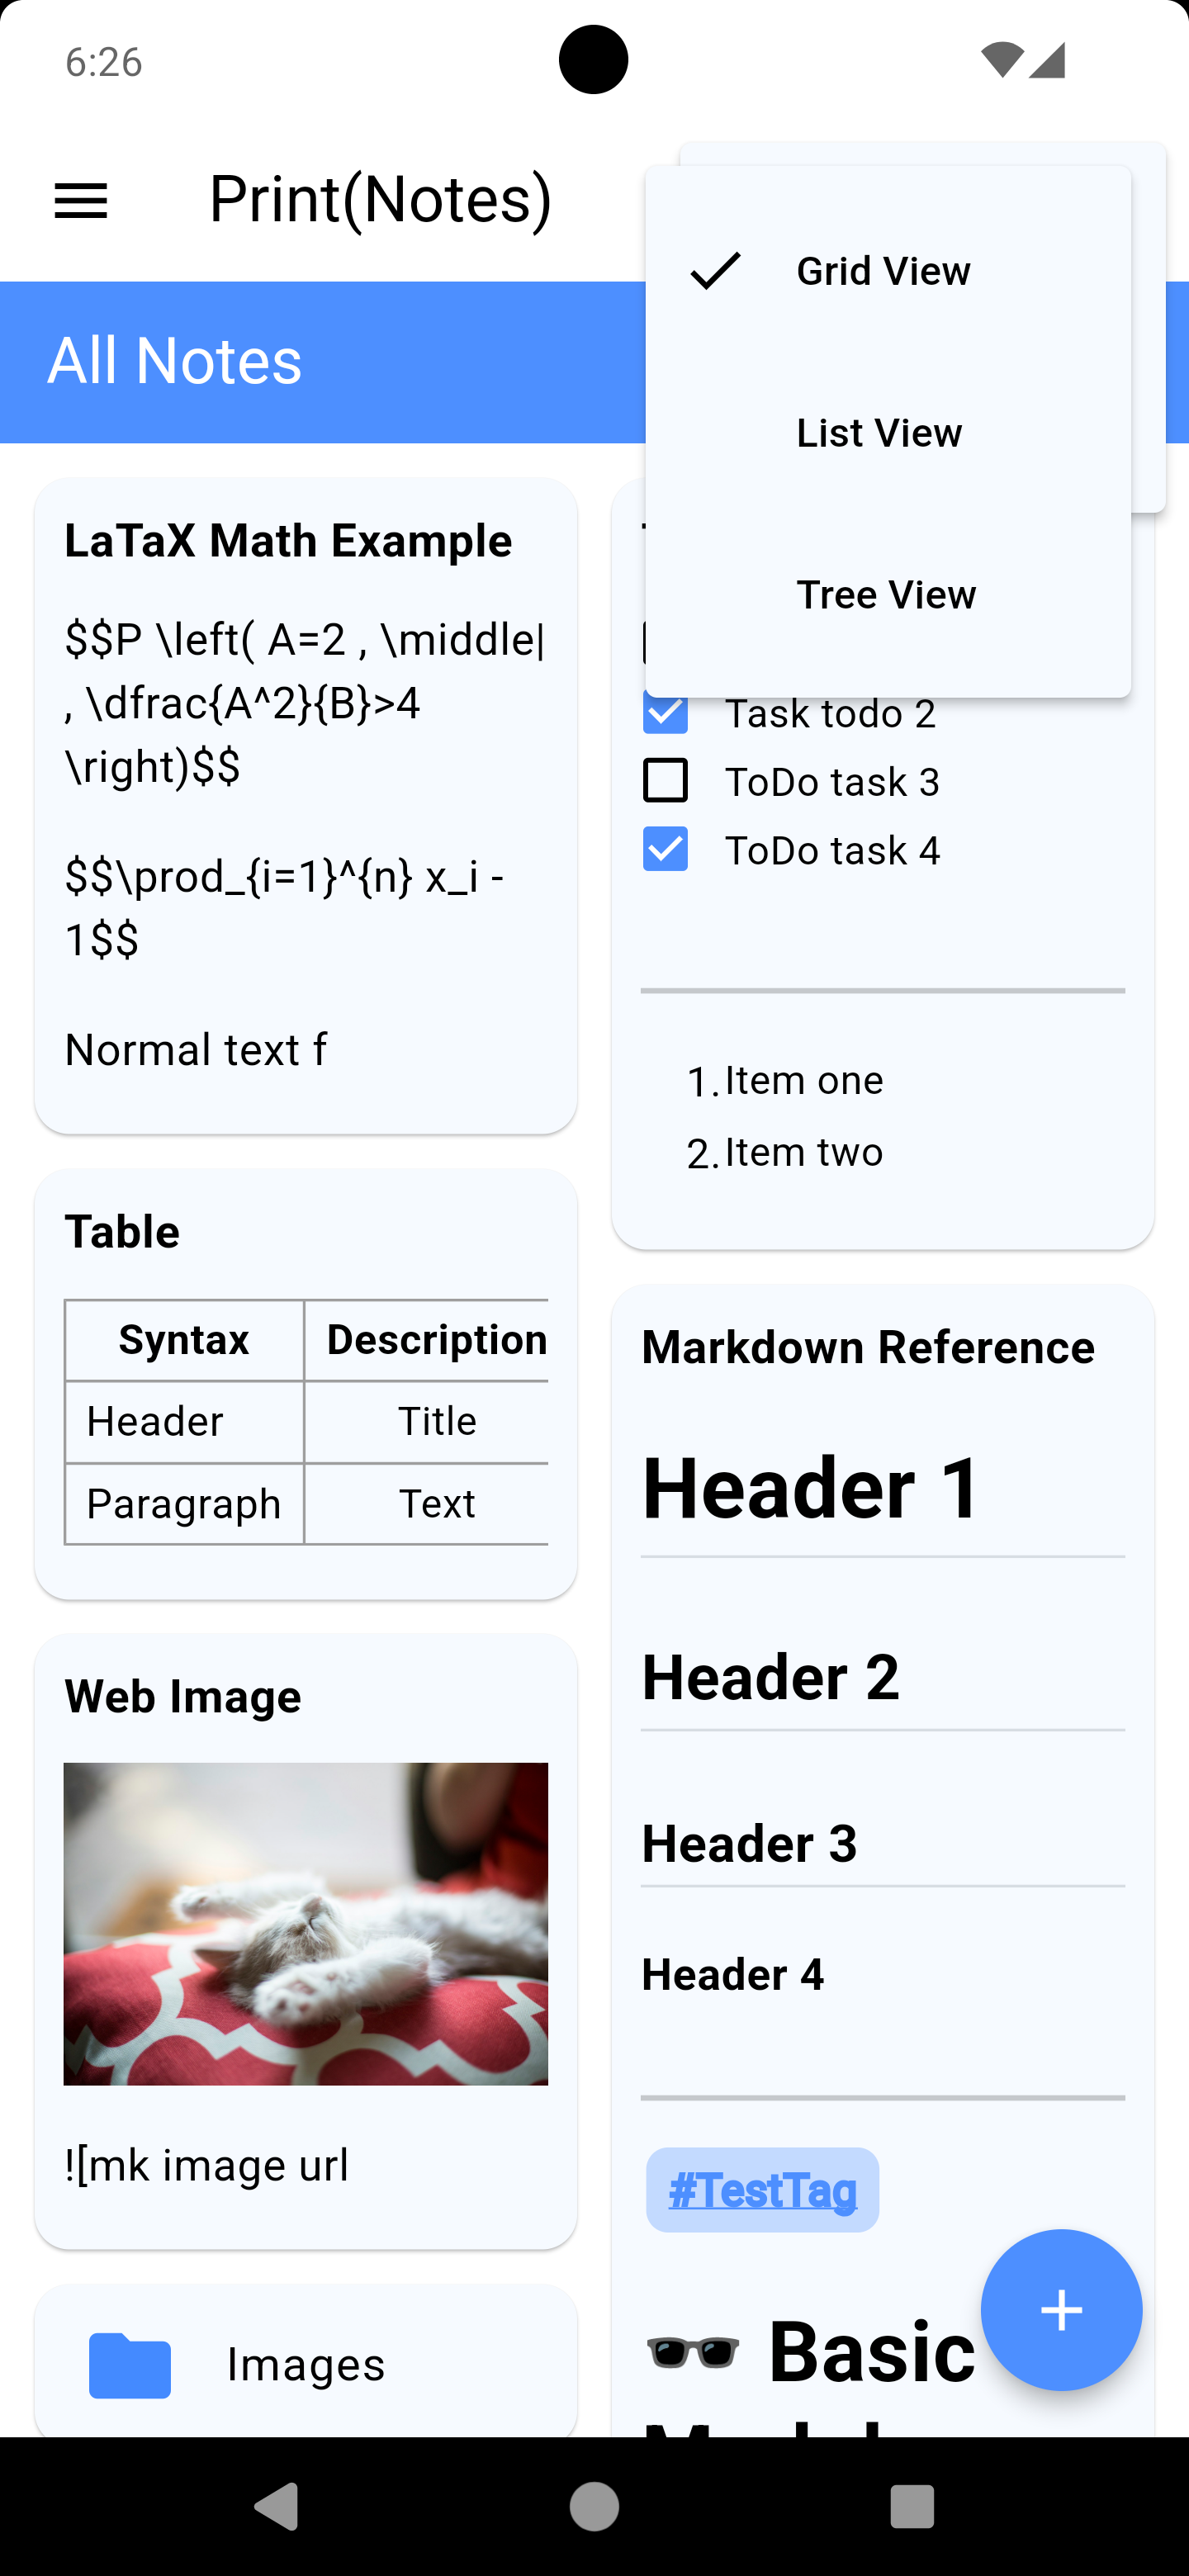 6:26
Print(Notes)
Grid View
List View
Tree View
All Notes
LaTaX Math Example
$$P \left( A=2 , \middle|
, \dfrac{A^2}{B}>4
\right)$$
$$\prod_{i=1}^{n} x_i -
1$$
Normal text f
Task todo 2
ToDo task 3
ToDo task 4
1. Item one
2. Item two
Table
Syntax Description
Header Title
Paragraph Text
Markdown Reference
Header 1
Header 2
Header 3
Header 4
#TestTag
🕶️ Basic
Web Image
![mk image url
Images